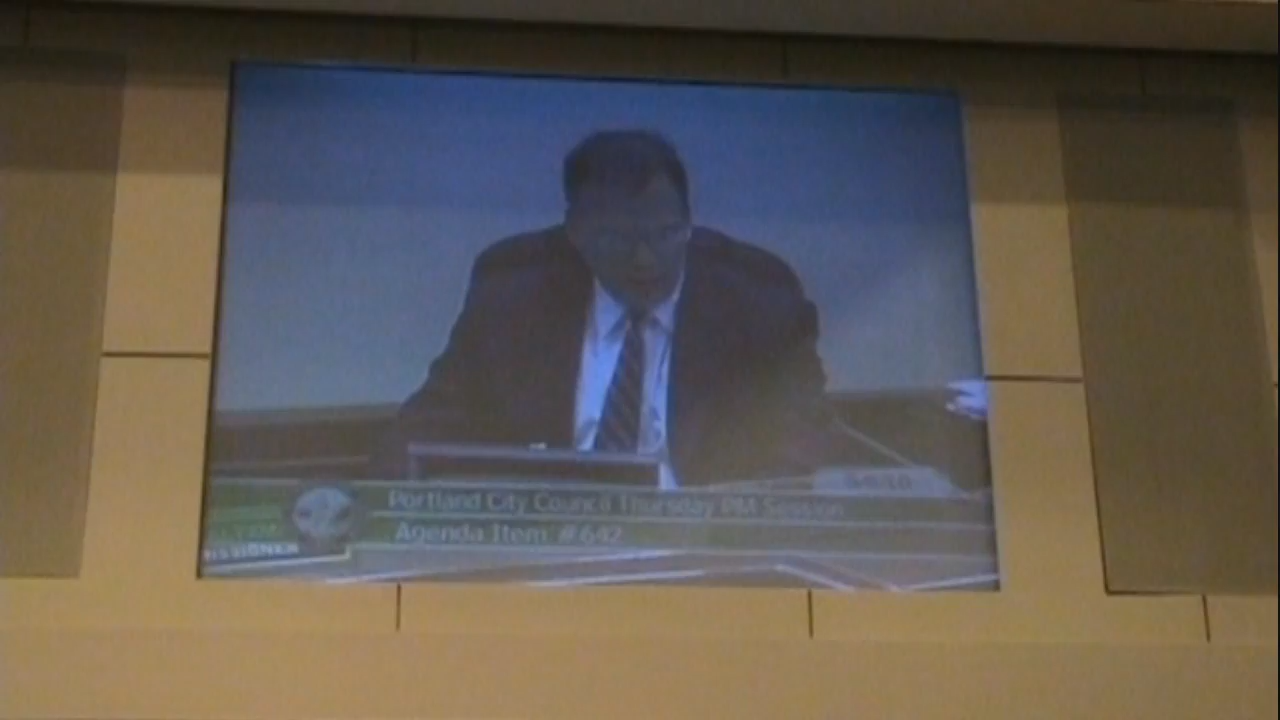 Portland City Council Thursday PM Session
Agenda Item #642